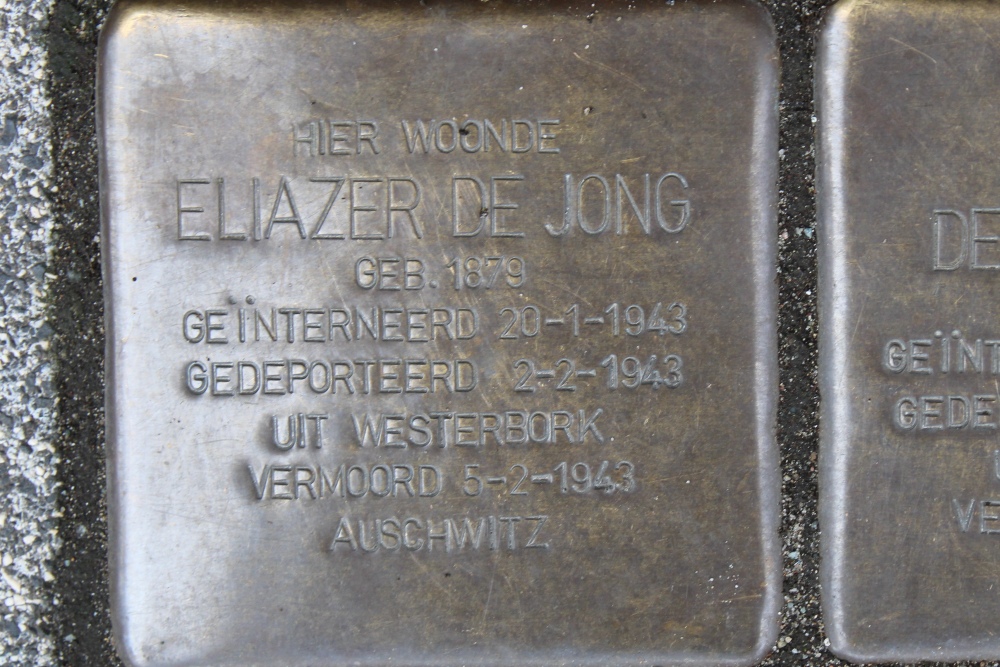 HIER WOONDE
ELIAZER DE JONG
GEB. 1879
GEÏNTERNEERD 20-1-1943
GEDEPORTEERD 2-2-1943
UIT WESTERBORK
VERMOORD 5-2-1943
AUSCHWITZ
DE